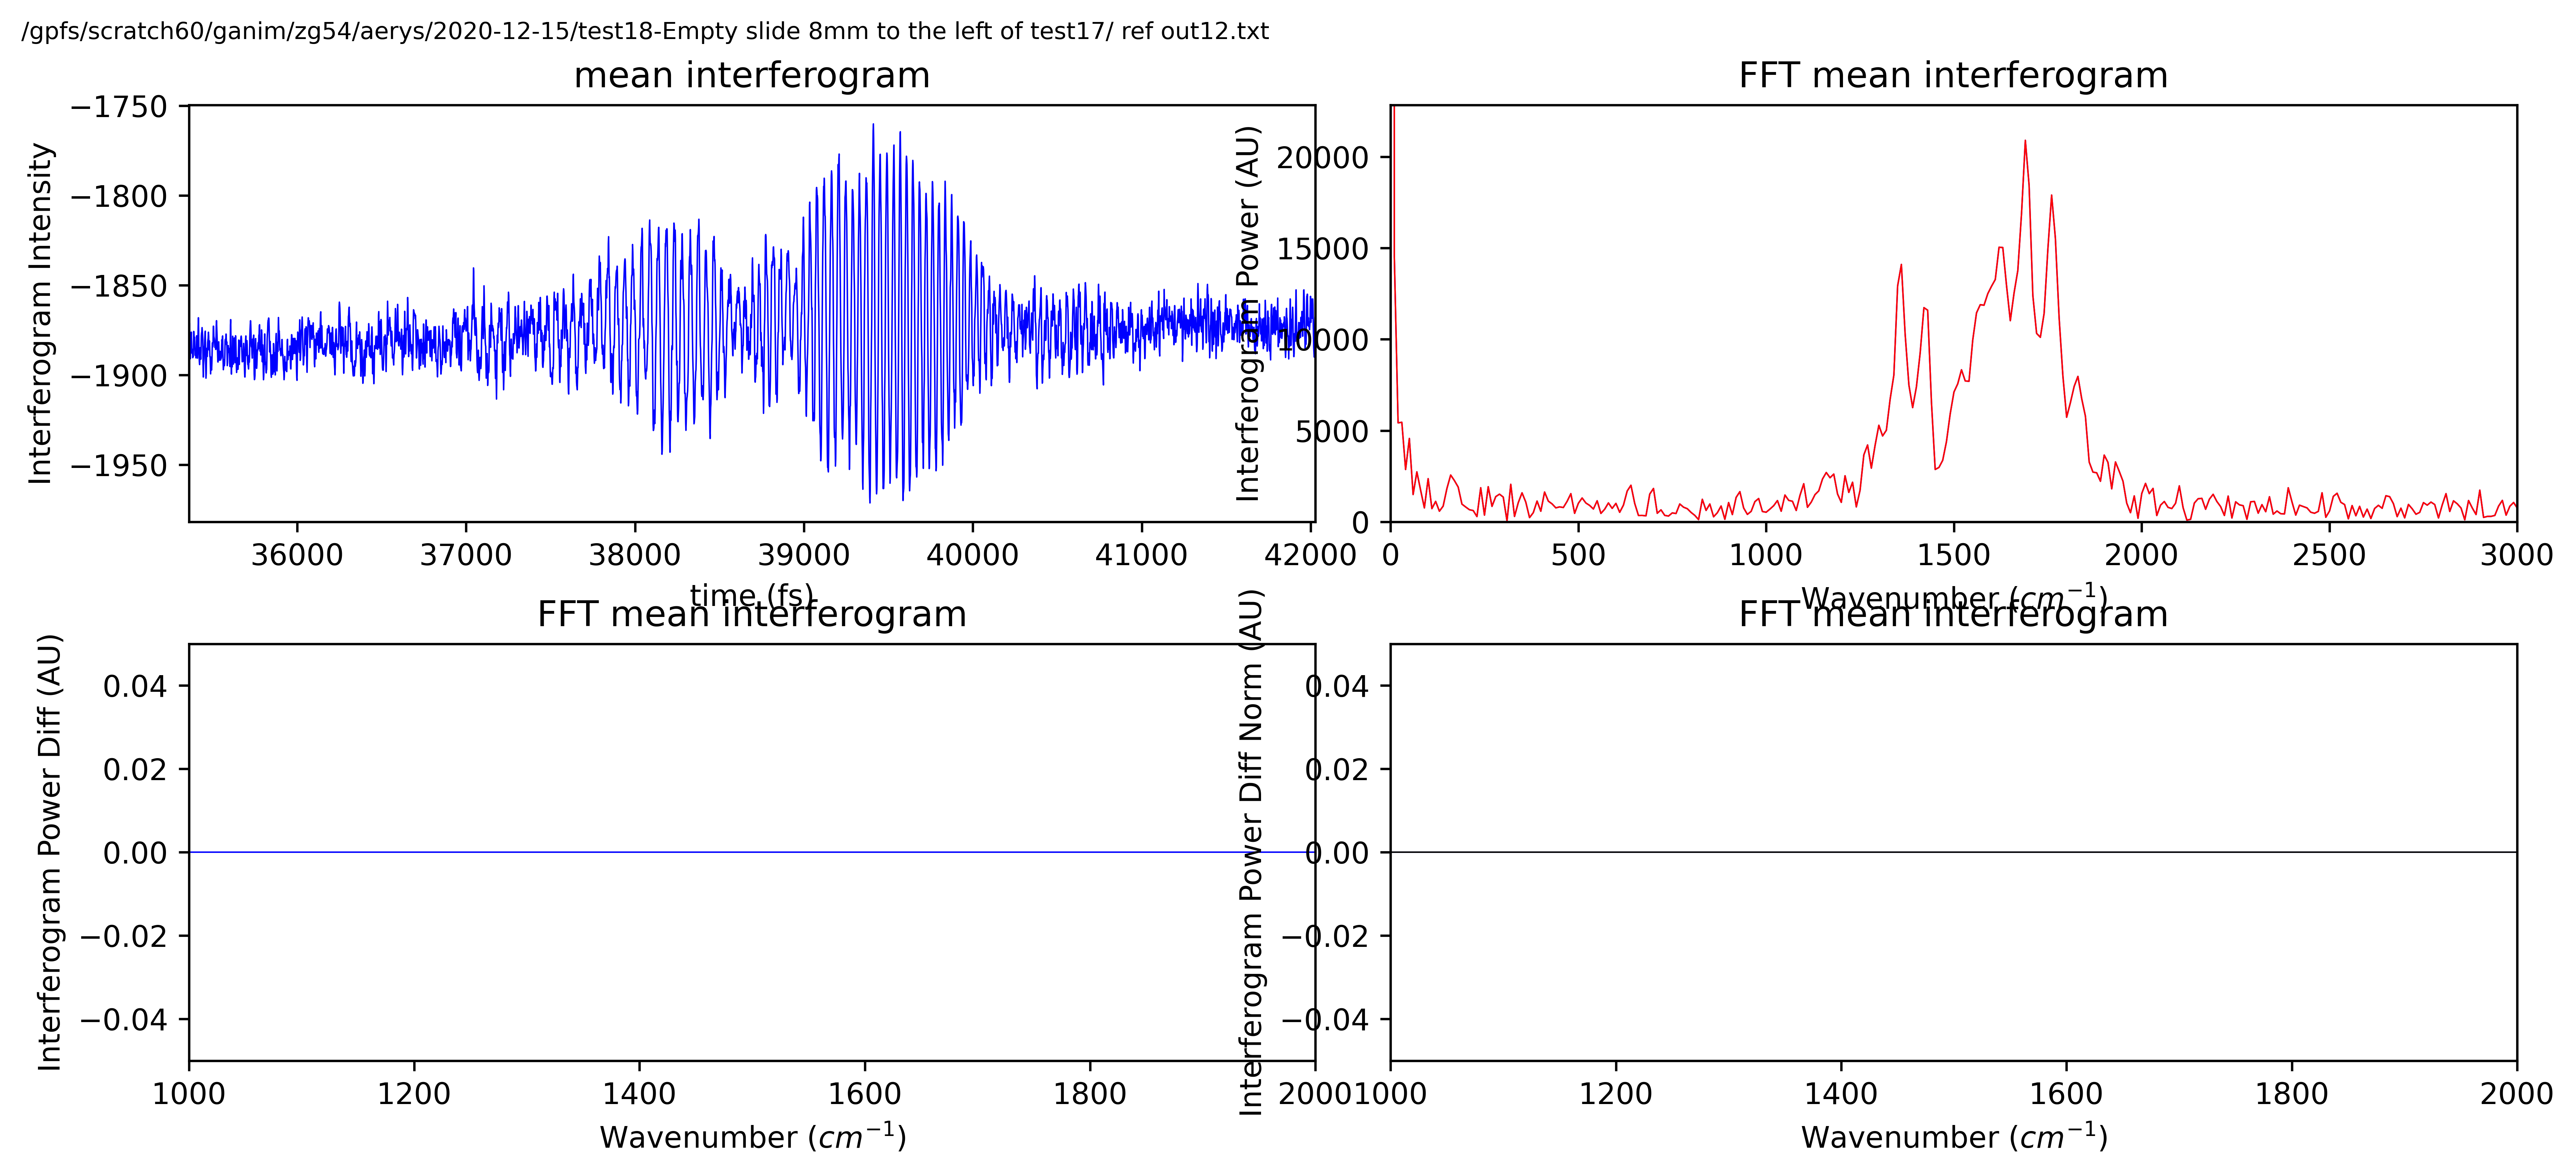 /gpfs/scratch60/ganim/zg54/aerys/2020-12-15/test18-Empty slide 8mm to the left of test17/ ref out12.txt
mean interferogram
Interferogram Intensity
−1750
−1800
−1850
−1900
−1950
36000 37000 38000 39000 40000 41000 42000
time (fs)
FFT mean interferogram
Interferogram Power (AU)
20000
15000
10000
5000
0
0 500 1000 1500 2000 2500 3000
Wavenumber (cm⁻¹)
FFT mean interferogram
Interferogram Power Diff (AU)
0.04
0.02
0.00
−0.02
−0.04
1000 1200 1400 1600 1800 2000
Wavenumber (cm⁻¹)
FFT mean interferogram
Interferogram Power Diff Norm (AU)
0.04
0.02
0.00
−0.02
−0.04
1000 1200 1400 1600 1800 2000
Wavenumber (cm⁻¹)